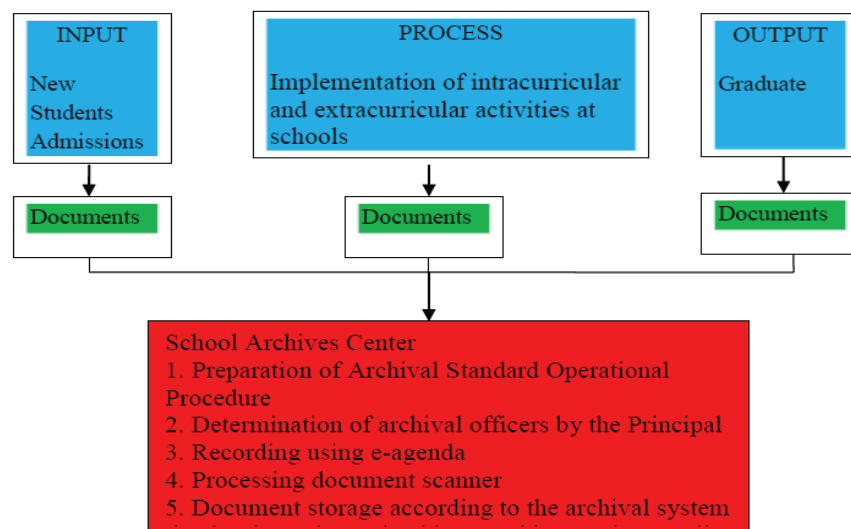 INPUT
New
Students
Admissions
PROCESS
Implementation of intracurricular
and extracurricular activities at
schools
OUTPUT
Graduate
Documents
Documents
Documents
School Archives Center
1. Preparation of Archival Standard Operational
Procedure
2. Determination of archival officers by the Principal
3. Recording using e-agenda
4. Processing document scanner
5. Document storage according to the archival system